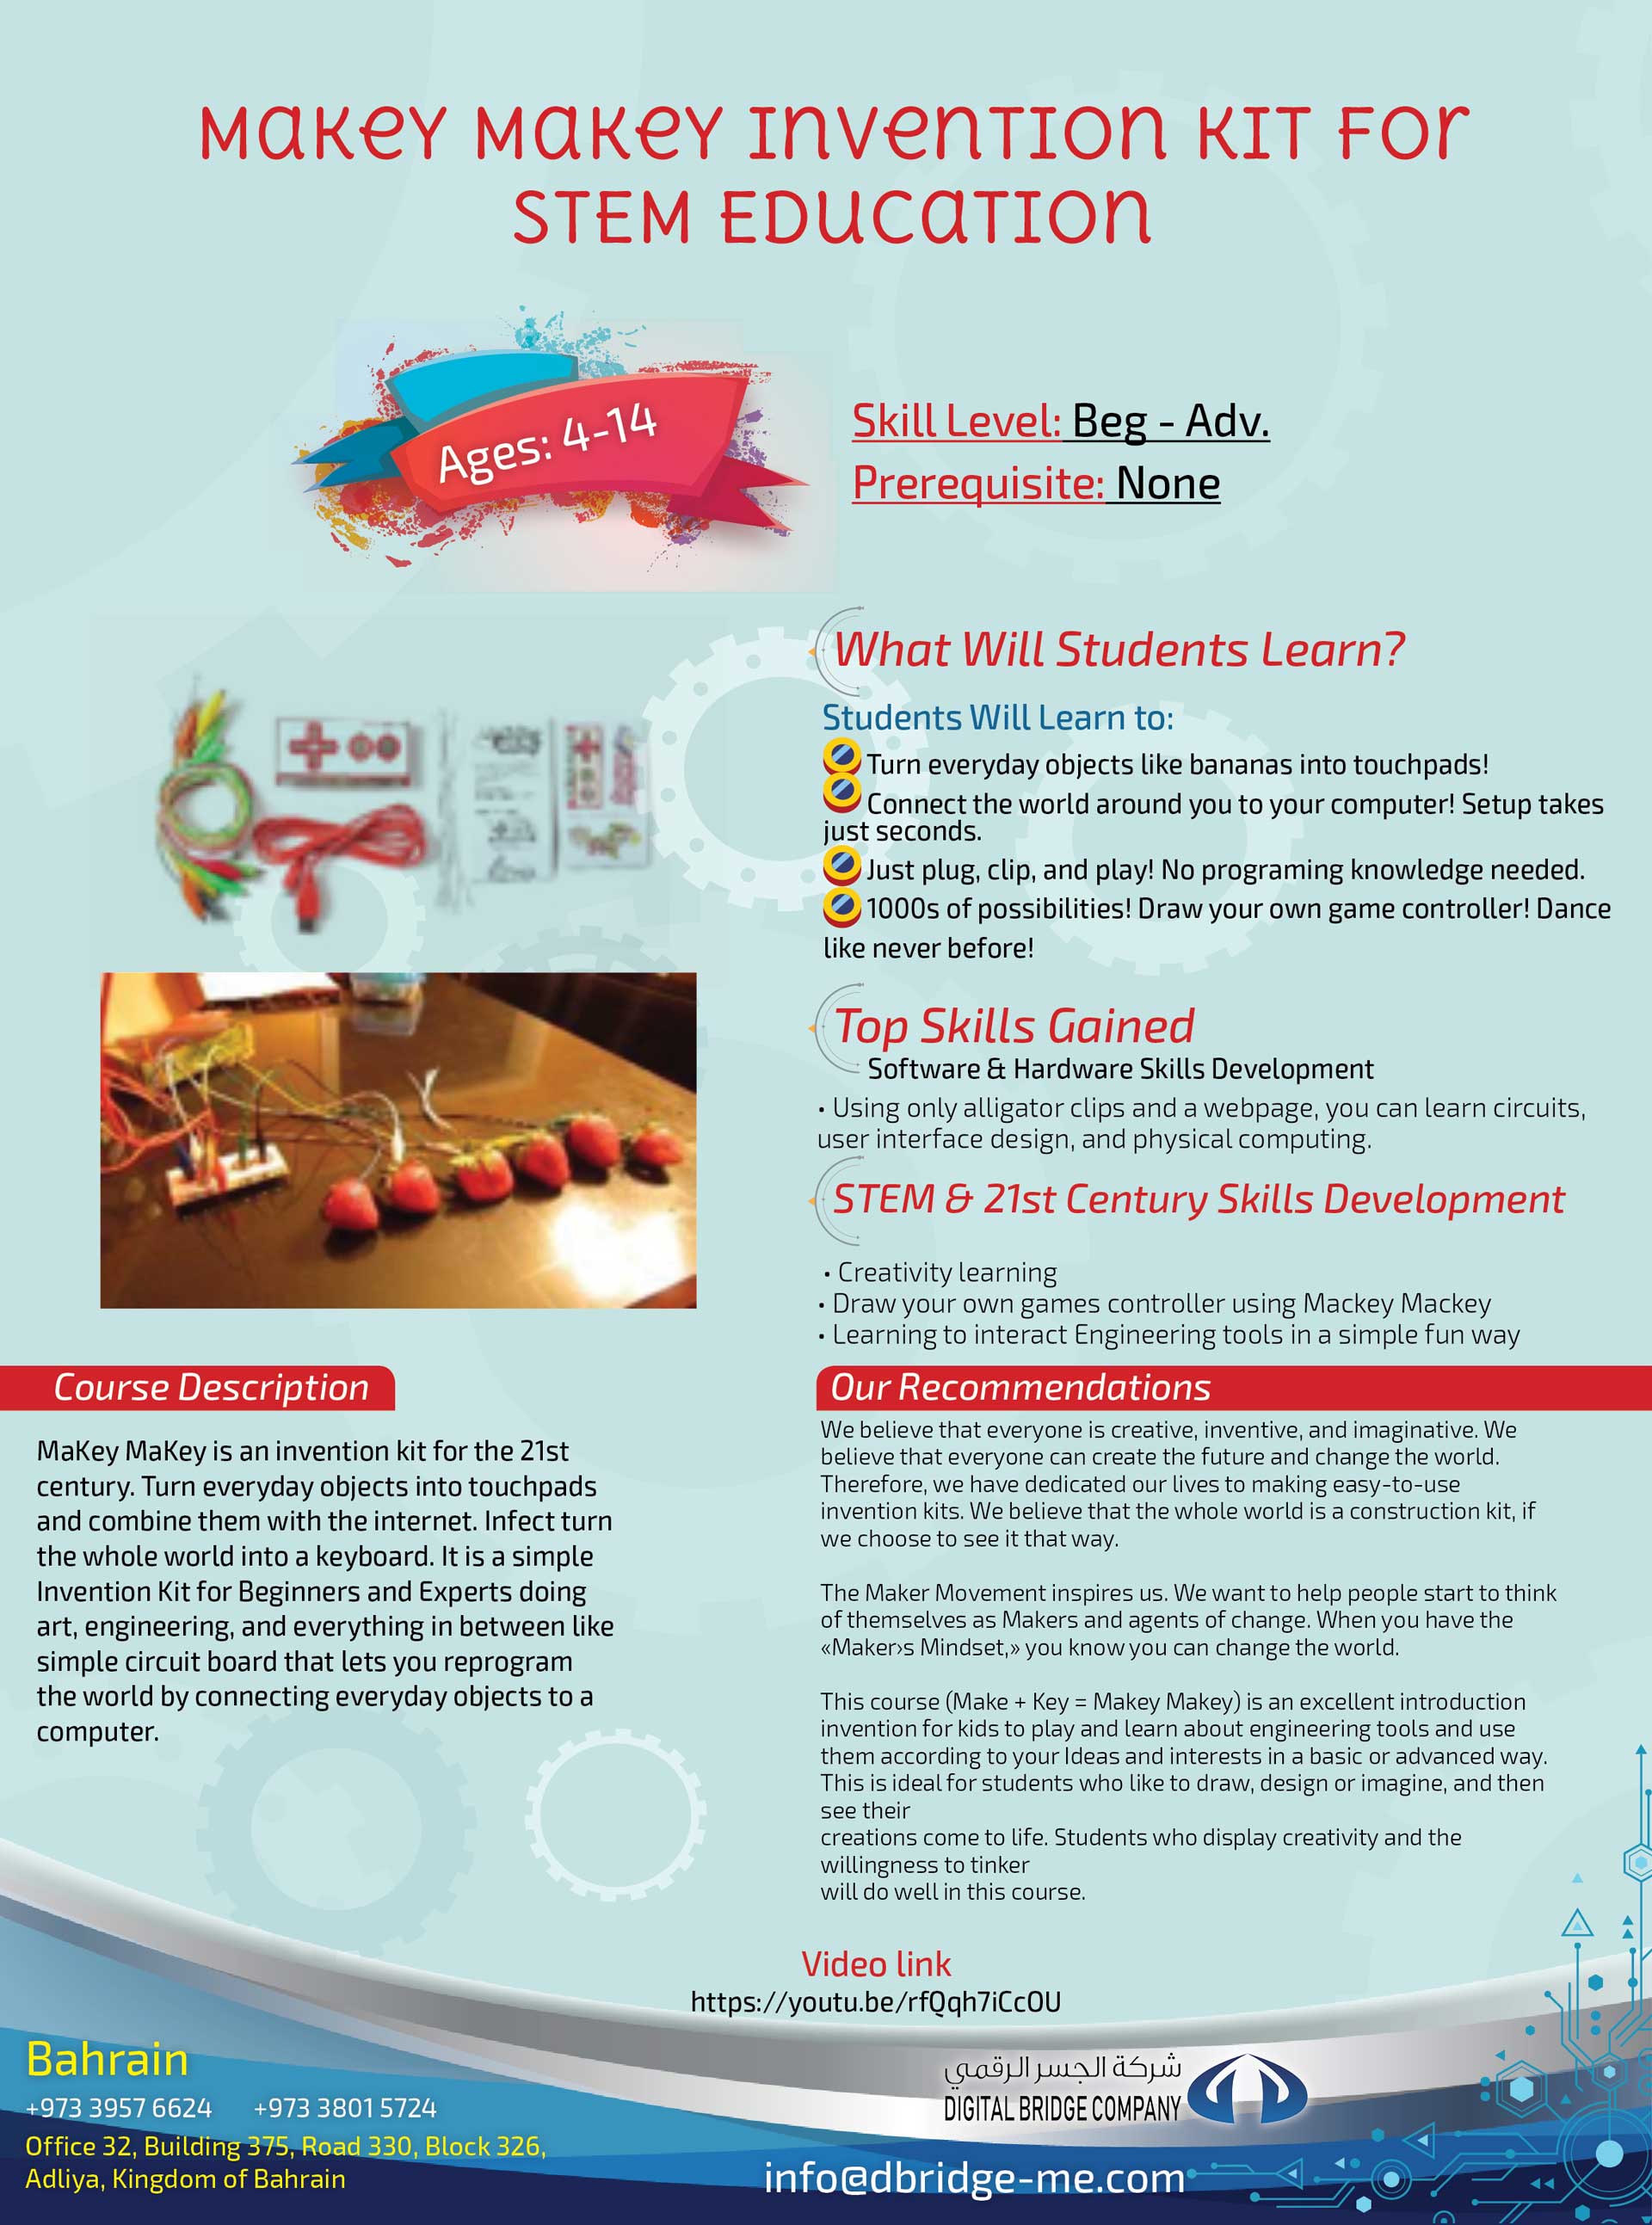 Makey Makey Invention Kit for
STEM Education
Ages: 4-14
Skill Level: Beg - Adv.
Prerequisite: None
What Will Students Learn?
Students Will Learn to:
Turn everyday objects like bananas into touchpads!
Connect the world around you to your computer! Setup takes
just seconds.
Just plug, clip, and play! No programing knowledge needed.
1000s of possibilities! Draw your own game controller! Dance
like never before!
Top Skills Gained
Software & Hardware Skills Development
• Using only alligator clips and a webpage, you can learn circuits,
user interface design, and physical computing.
STEM & 21st Century Skills Development
• Creativity learning
• Draw your own games controller using Mackey Mackey
• Learning to interact Engineering tools in a simple fun way
Course Description
MaKey MaKey is an invention kit for the 21st
century. Turn everyday objects into touchpads
and combine them with the internet. Infect turn
the whole world into a keyboard. It is a simple
Invention Kit for Beginners and Experts doing
art, engineering, and everything in between like
simple circuit board that lets you reprogram
the world by connecting everyday objects to a
computer.
Our Recommendations
We believe that everyone is creative, inventive, and imaginative. We
believe that everyone can create the future and change the world.
Therefore, we have dedicated our lives to making easy-to-use
invention kits. We believe that the whole world is a construction kit, if
we choose to see it that way.
The Maker Movement inspires us. We want to help people start to think
of themselves as Makers and agents of change. When you have the
«Maker›s Mindset,» you know you can change the world.
This course (Make + Key = Makey Makey) is an excellent introduction
invention for kids to play and learn about engineering tools and use
them according to your Ideas and interests in a basic or advanced way.
This is ideal for students who like to draw, design or imagine, and then
see their
creations come to life. Students who display creativity and the
willingness to tinker
will do well in this course.
Video link
https://youtu.be/rfQqh7iCcOU
Bahrain
+973 3957 6624 +973 3801 5724
Office 32, Building 375, Road 330, Block 326,
Adliya, Kingdom of Bahrain
شركة الجسر الرقمي
DIGITAL BRIDGE COMPANY
info@dbridge-me.com